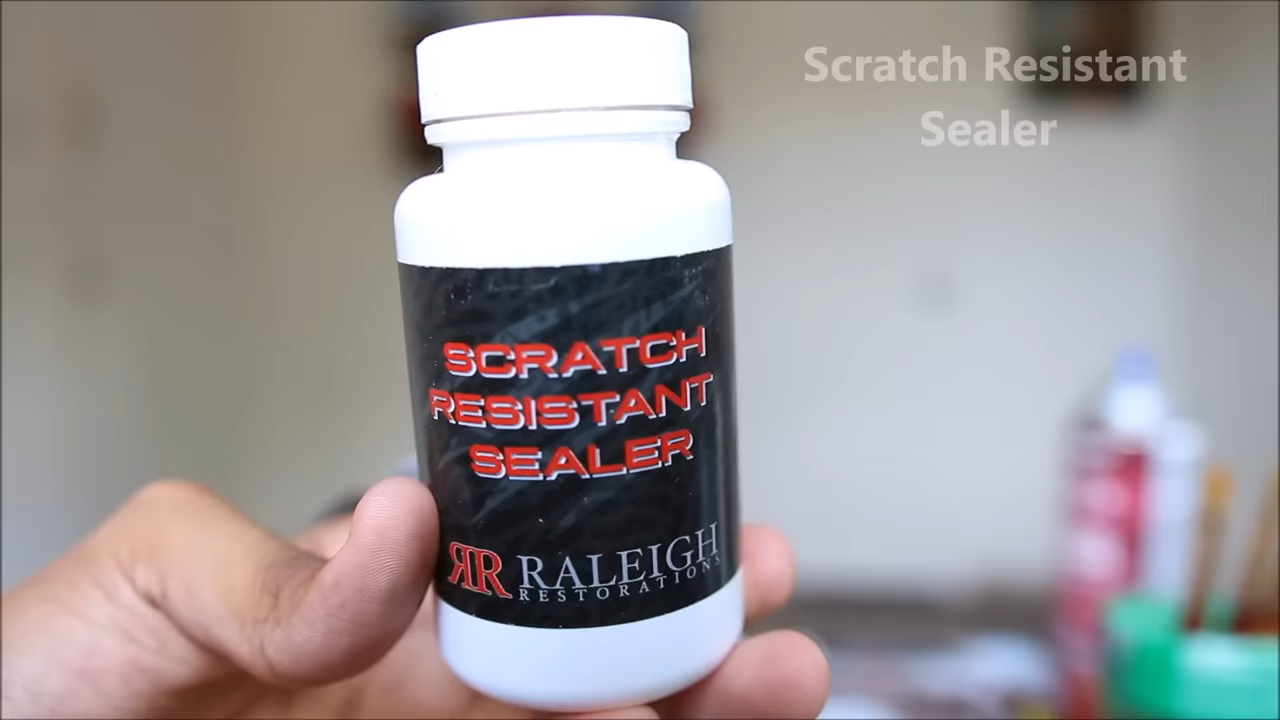 Scratch Resistant
Sealer
SCRATCH
RESISTANT
SEALER
RR RALEIGH
RESTORATIONS